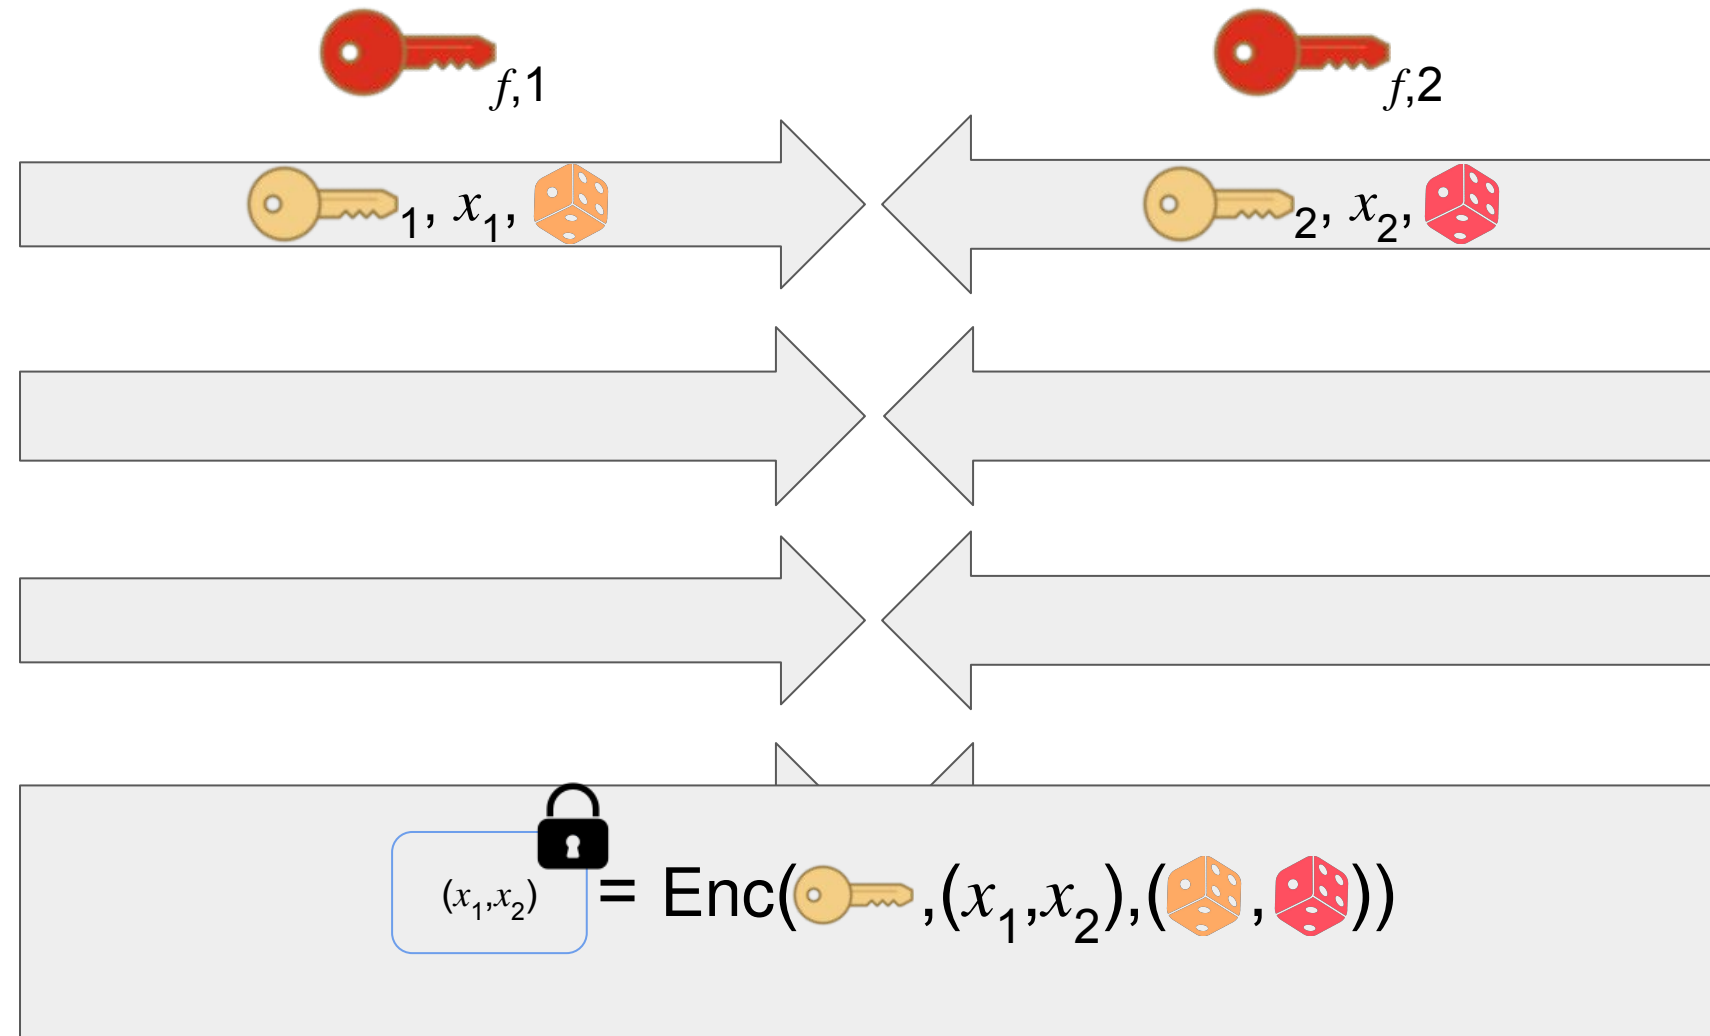 f,1
f,2
1, x1,
2, x2,
(x1,x2)
= Enc( ,(x1,x2),( , ))